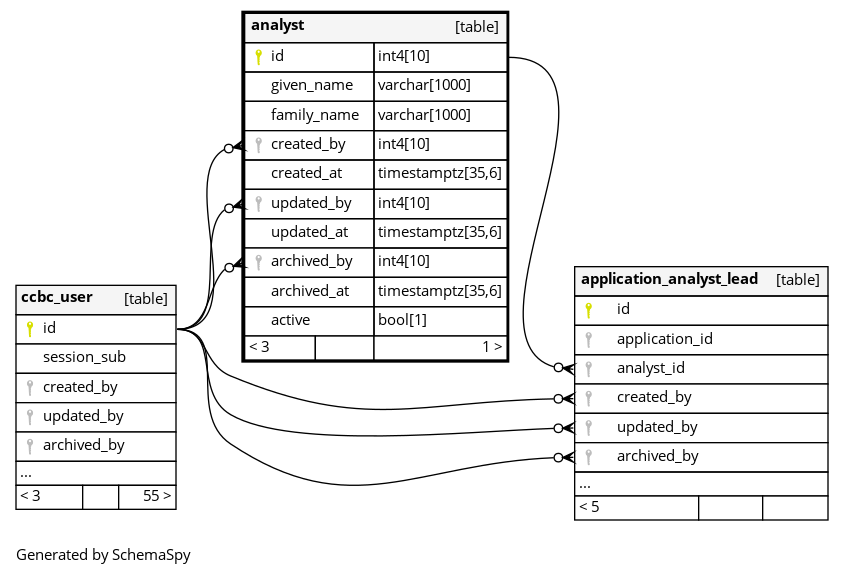 analyst [table]
id int4[10]
given_name varchar[1000]
family_name varchar[1000]
created_by int4[10]
created_at timestamptz[35,6]
updated_by int4[10]
updated_at timestamptz[35,6]
archived_by int4[10]
archived_at timestamptz[35,6]
active bool[1]
< 3 1 >
ccbc_user [table]
id
session_sub
created_by
updated_by
archived_by
...
< 3 55 >
application_analyst_lead [table]
id
application_id
analyst_id
created_by
updated_by
archived_by
...
< 5
Generated by SchemaSpy